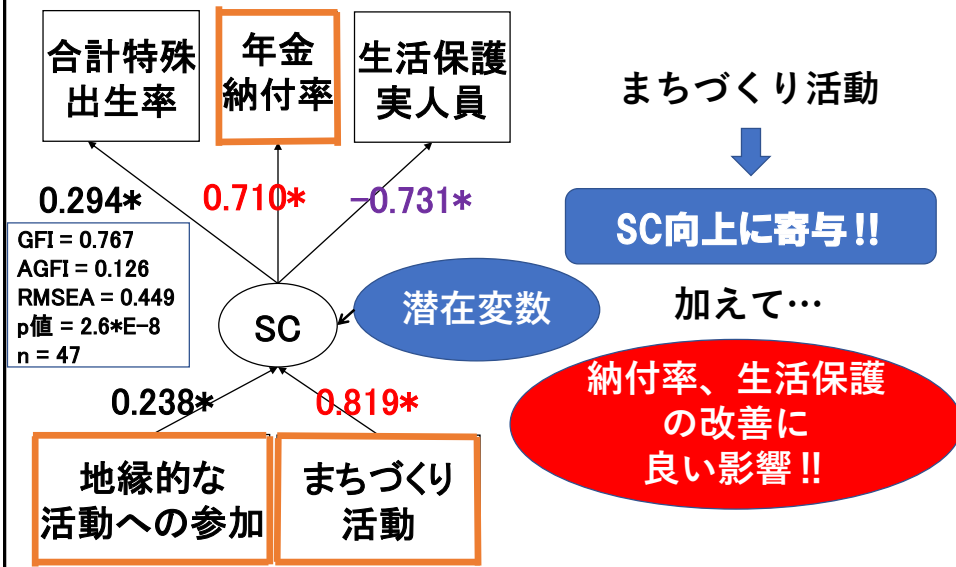 合計特殊
出生率
年金
納付率
生活保護
実人員
0.294*
0.710*
-0.731*
GFI = 0.767
AGFI = 0.126
RMSEA = 0.449
p値 = 2.6*E-8
n = 47
SC
潜在変数
0.238*
0.819*
地縁的な
活動への参加
まちづくり
活動
まちづくり活動
SC向上に寄与!!
加えて…
納付率、生活保護
の改善に
良い影響!!